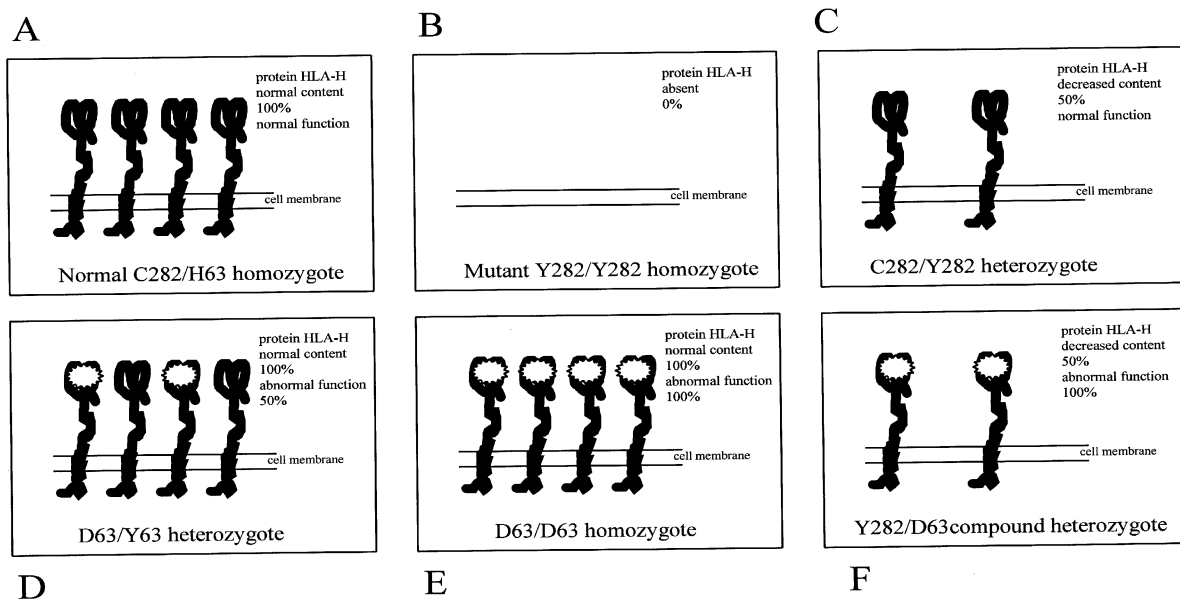 A
protein HLA-H
normal content
100%
normal function
cell membrane
Normal C282/H63 homozygote
B
protein HLA-H
absent
0%
cell membrane
Mutant Y282/Y282 homozygote
C
protein HLA-H
decreased content
50%
normal function
cell membrane
C282/Y282 heterozygote
protein HLA-H
normal content
100%
abnormal function
50%
cell membrane
D63/Y63 heterozygote
D
protein HLA-H
normal content
100%
abnormal function
100%
cell membrane
D63/D63 homozygote
E
protein HLA-H
decreased content
50%
abnormal function
100%
cell membrane
Y282/D63compound heterozygote
F